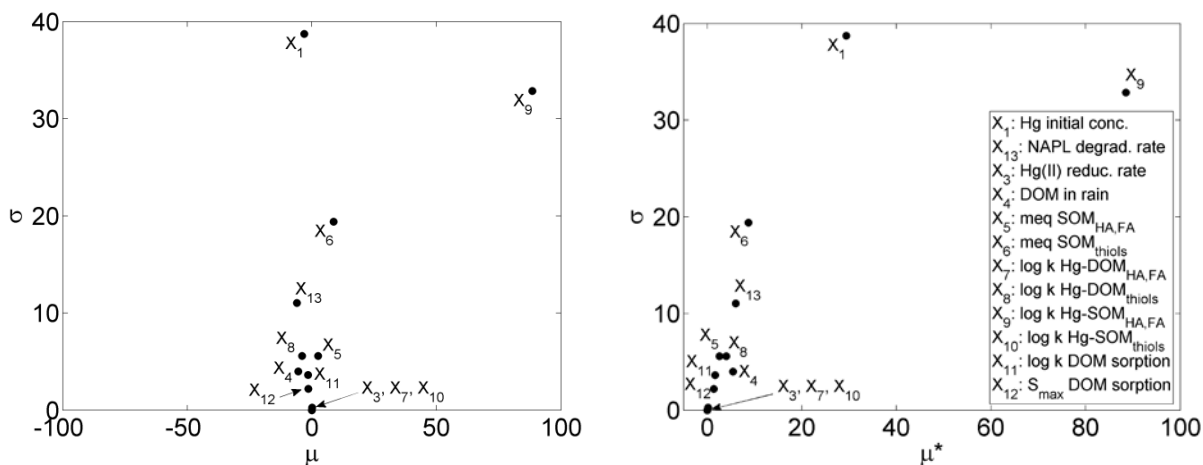 40
30
20
10
0
σ
-100
-50
0
50
100
μ
X1
X9
X6
X13
X8
X5
X4
X11
X12
X3, X7, X10
40
30
20
10
0
σ
0
20
40
60
80
100
μ*
X1
X9
X6
X13
X5
X8
X11
X4
X12
X3, X7, X10
X1: Hg initial conc.
X13: NAPL degrad. rate
X3: Hg(II) reduc. rate
X4: DOM in rain
X5: meq SOMHA,FA
X6: meq SOMthiols
X7: log k Hg-DOMHA,FA
X8: log k Hg-DOMthiols
X9: log k Hg-SOMHA,FA
X10: log k Hg-SOMthiols
X11: log k DOM sorption
X12: Smax DOM sorption